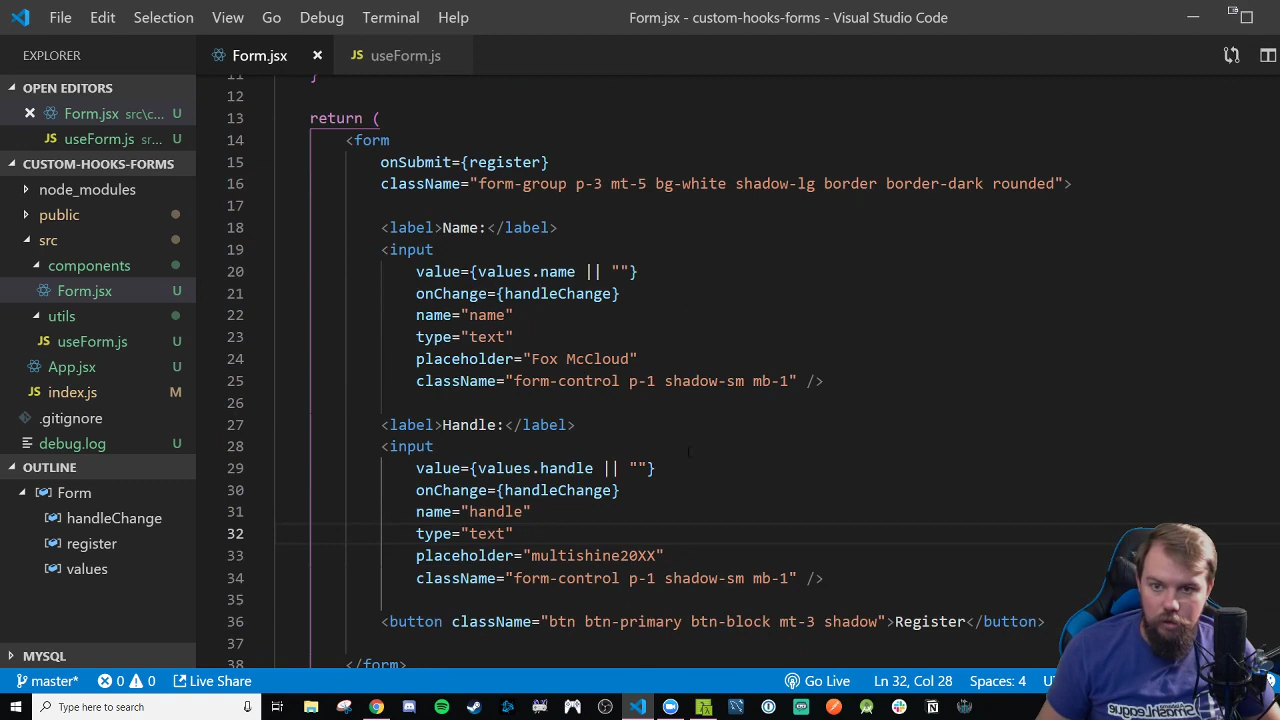 File Edit Selection View Go Debug Terminal Help
Form.jsx - custom-hooks-forms - Visual Studio Code
EXPLORER
OPEN EDITORS
Form.jsx src\c... U
useForm.js sr... U
CUSTOM-HOOKS-FORMS
node_modules
public
src
components
Form.jsx U
utils
useForm.js U
App.jsx U
index.js M
.gitignore
debug.log U
OUTLINE
Form
handleChange
register
values
MYSQL
Form.jsx
useForm.js
11 }
12
13 return (
14 <form
15 onSubmit={register}
16 className="form-group p-3 mt-5 bg-white shadow-lg border border-dark rounded">
17
18 <label>Name:</label>
19 <input
20 value={values.name || ""}
21 onChange={handleChange}
22 name="name"
23 type="text"
24 placeholder="Fox McCloud"
25 className="form-control p-1 shadow-sm mb-1" />
26
27 <label>Handle:</label>
28 <input
29 value={values.handle || ""}
30 onChange={handleChange}
31 name="handle"
32 type="text"
33 placeholder="multishine20XX"
34 className="form-control p-1 shadow-sm mb-1" />
35
36 <button className="btn btn-primary btn-block mt-3 shadow">Register</button>
37
38 </form>
master* 0 0 Live Share
Go Live Ln 32, Col 28 Spaces: 4
Type here to search